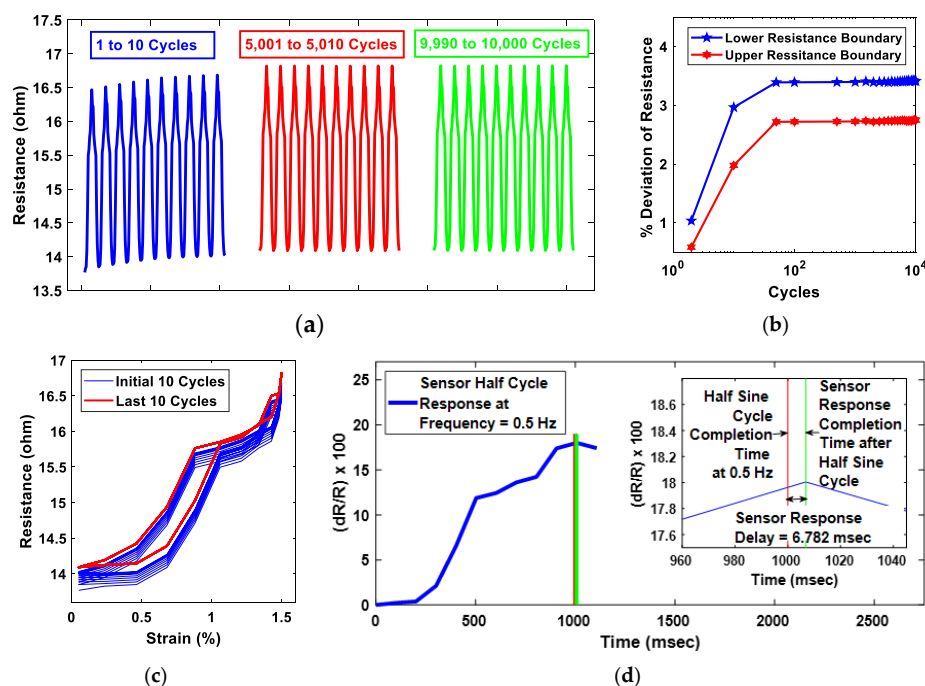 17.5
17
16.5
16
15.5
15
14.5
14
13.5
Resistance (ohm)
1 to 10 Cycles
5,001 to 5,010 Cycles
9,990 to 10,000 Cycles
(a)
4
3
2
1
% Deviation of Resistance
Lower Resistance Boundary
Upper Ressitance Boundary
10^0
10^2
10^4
Cycles
(b)
17
16.5
16
15.5
15
14.5
14
Resistance (ohm)
Initial 10 Cycles
Last 10 Cycles
0
0.5
1
1.5
Strain (%)
(c)
25
20
15
10
5
0
(dR/R) x 100
Sensor Half Cycle
Response at
Frequency = 0.5 Hz
0
500
1000
1500
2000
2500
Time (msec)
18.6
18.4
18.2
18
17.8
17.6
(dR/R) x 100
Half Sine
Cycle
Completion
Time
at 0.5 Hz
Sensor
Response
Completion
Time after
Half Sine
Cycle
Sensor Response
Delay = 6.782 msec
960
980
1000
1020
1040
Time (msec)
(d)